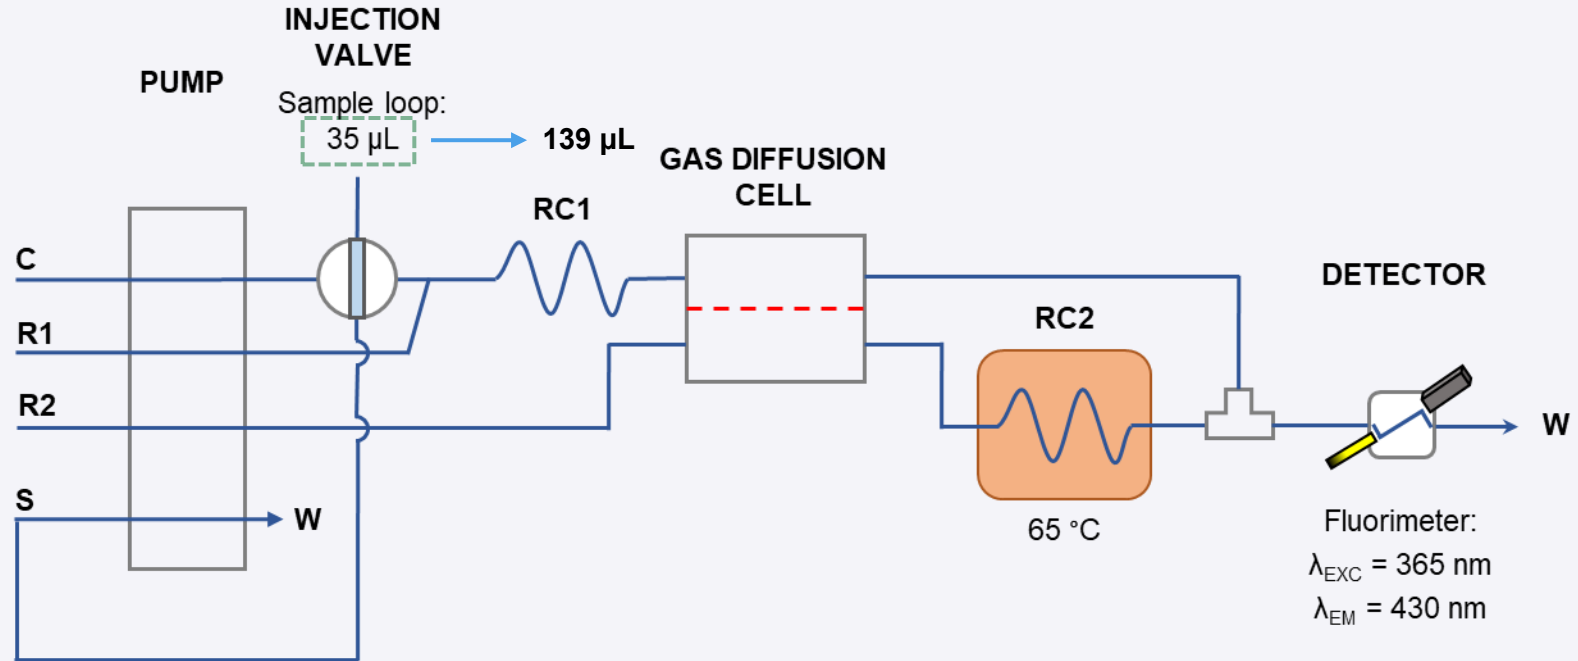 INJECTION
VALVE
PUMP
Sample loop:
35 µL
139 µL
GAS DIFFUSION
CELL
RC1
C
DETECTOR
R1
RC2
R2
W
S
W
65 °C
Fluorimeter:
λEXC = 365 nm
λEM = 430 nm